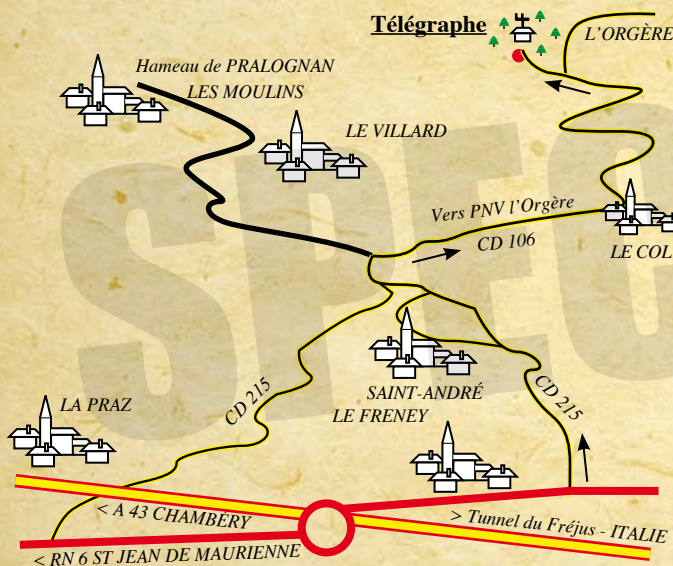 Télégraphe
L'ORGÈRE
Hameau de PRALOGNAN
LES MOULINS
LE VILLARD
Vers PNV l'Orgère
CD 106
LE COL
SAINT-ANDRÉ
LE FRENEY
CD 215
CD 215
LA PRAZ
< A 43 CHAMBÉRY
> Tunnel du Fréjus - ITALIE
< RN 6 ST JEAN DE MAURIENNE
SPEC